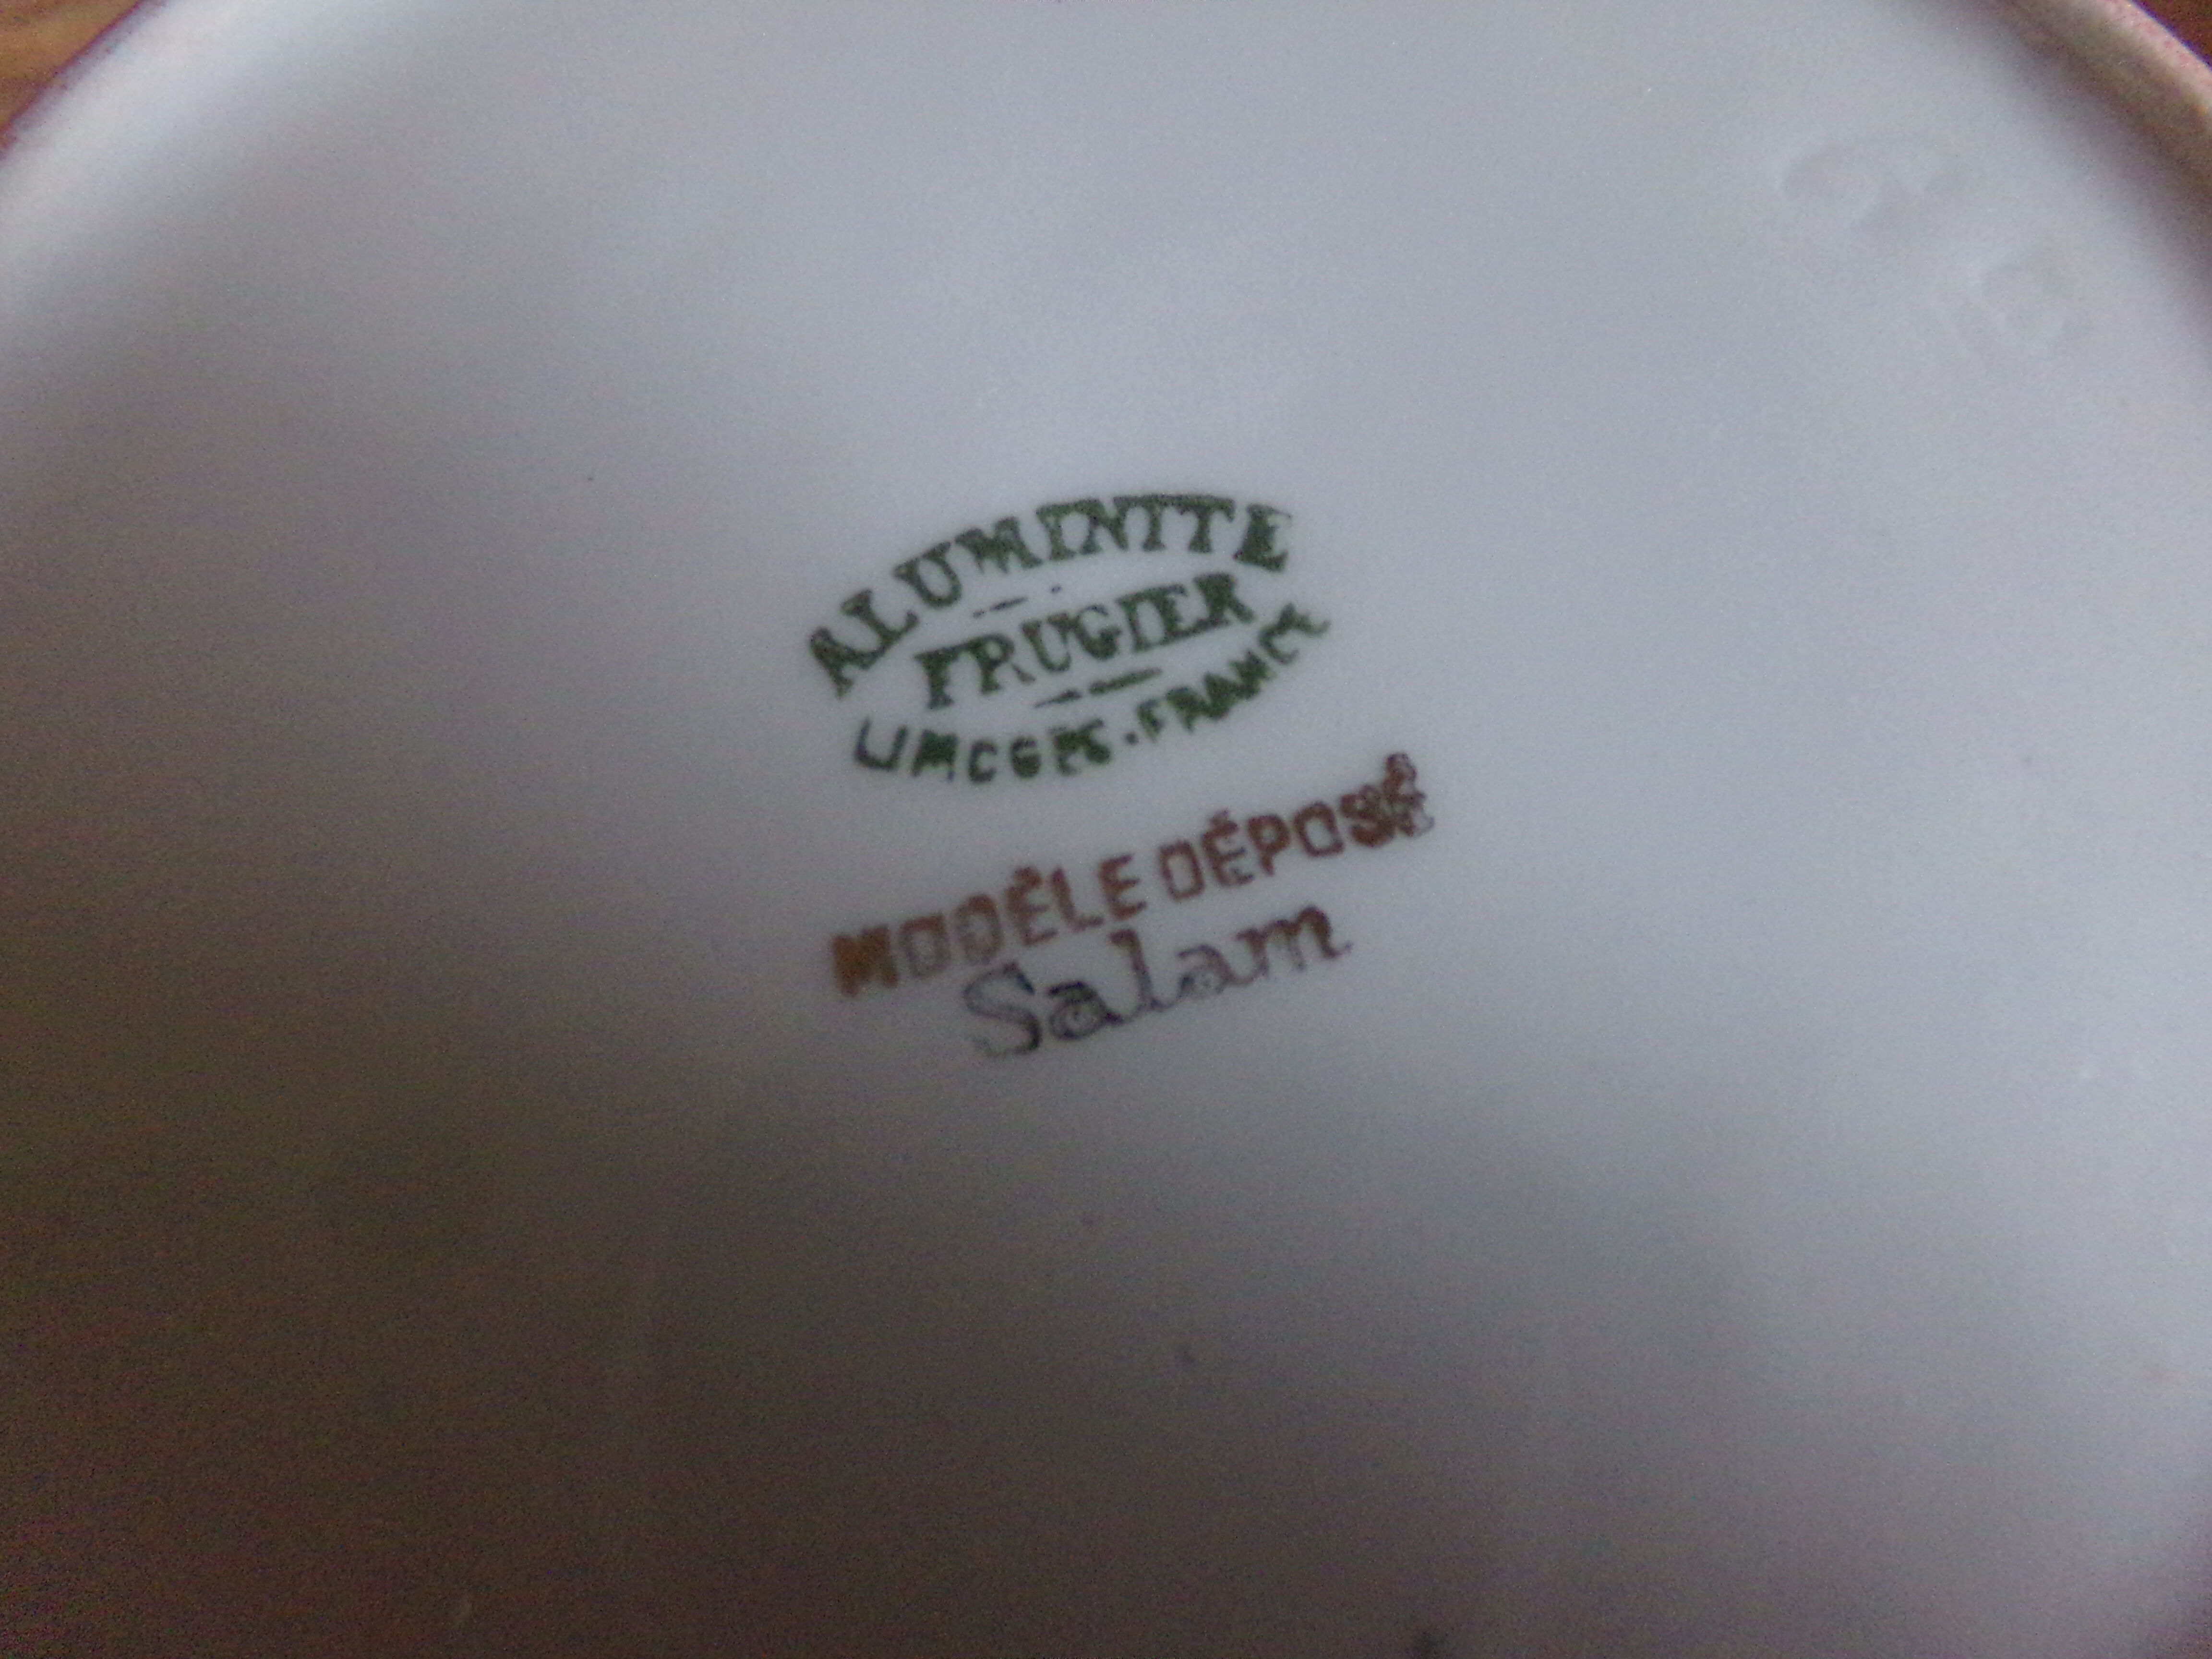 ALUMINITE
FRUGIER
LIMOGES. FRANCE
MODÈLE DÉPOSÉ
Salam